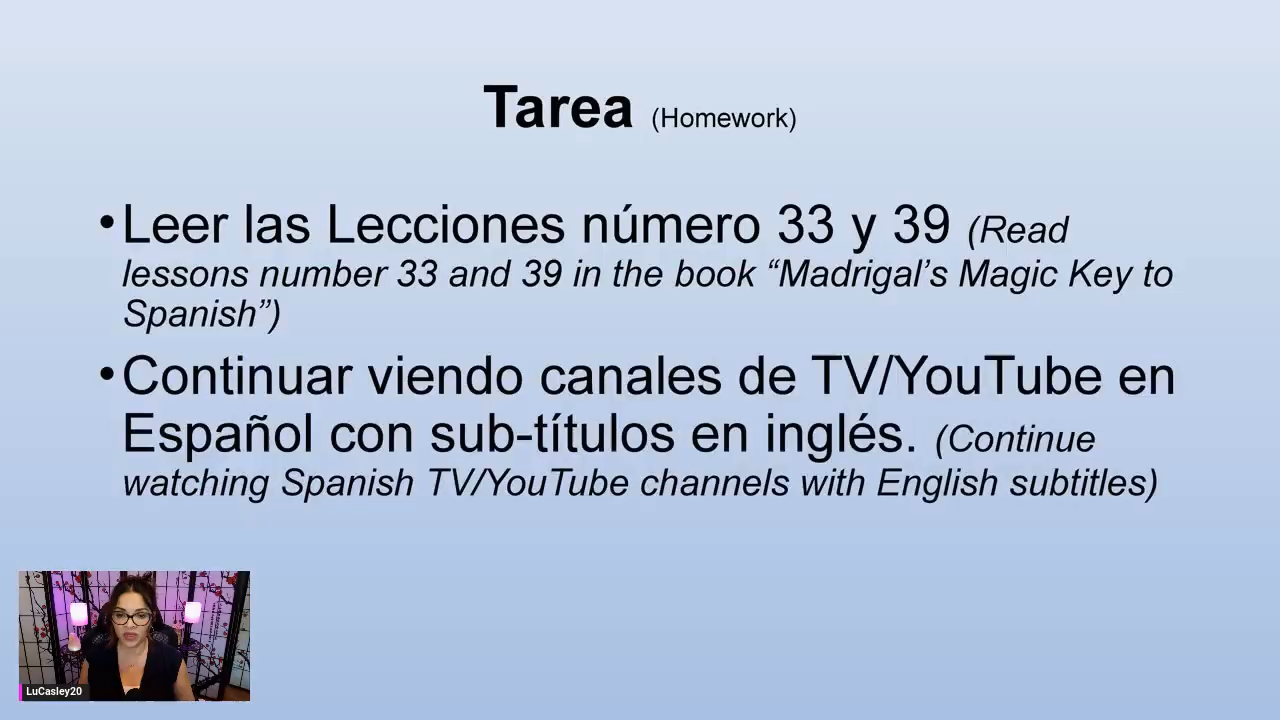 Tarea (Homework)
•Leer las Lecciones número 33 y 39 (Read
lessons number 33 and 39 in the book “Madrigal’s Magic Key to
Spanish”)
•Continuar viendo canales de TV/YouTube en
Español con sub-títulos en inglés. (Continue
watching Spanish TV/YouTube channels with English subtitles)
LuCasley20